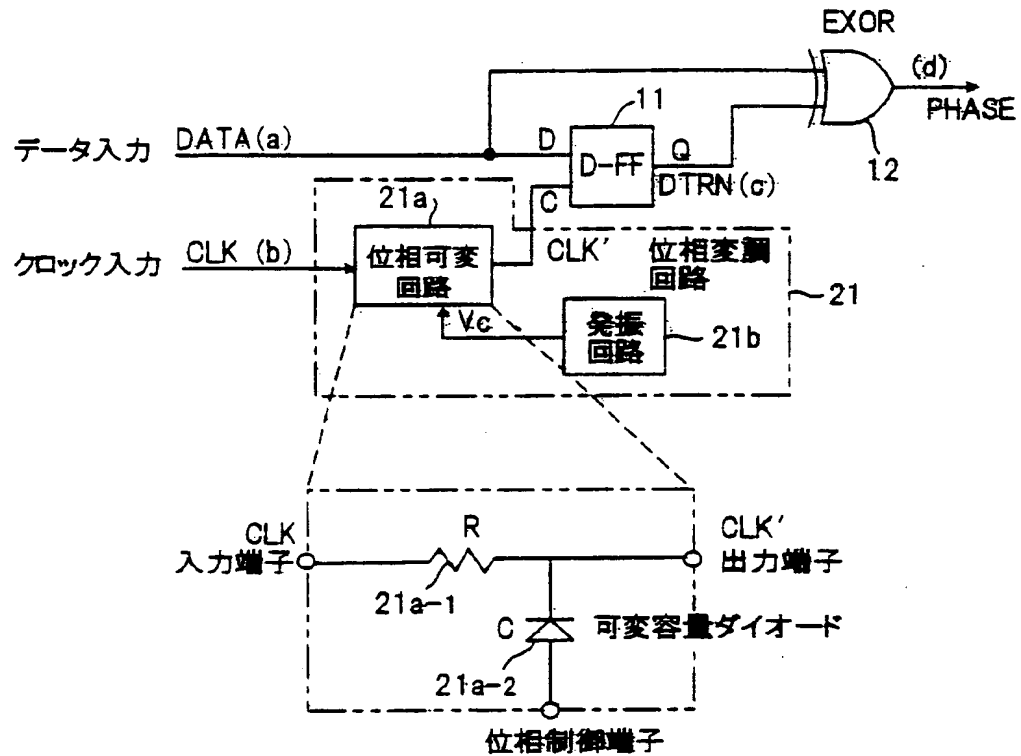 EXOR
(d)
PHASE
12
11
データ入力
DATA(a)
D
D-FF
Q
DTRN(c)
C
21a
クロック入力
CLK (b)
位相可変
回路
CLK'
位相変調
回路
21
Vc
発振
回路
21b
CLK
入力端子
R
21a-1
CLK'
出力端子
C
可変容量ダイオード
21a-2
位相制御端子